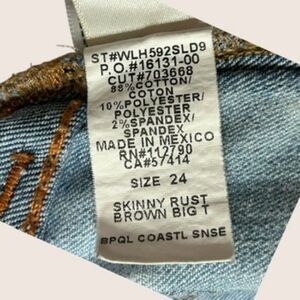 ST#WLH592SLD9
P.O.#16131-00
CUT#703668
88%COTTON/
COTON
10%POLYESTER/
POLYESTER
2%SPANDEX/
SPANDEX
MADE IN MEXICO
RN#112790
CA#57414
SIZE 24
SKINNY RUST
BROWN BIG T
BPQL COASTL SNSE